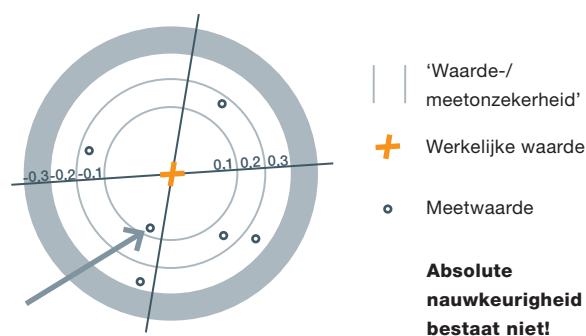 -0.3 -0.2 -0.1 0.1 0.2 0.3
‘Waarde-/
meetonzekerheid’
Werkelijke waarde
Meetwaarde
Absolute
nauwkeurigheid
bestaat niet!